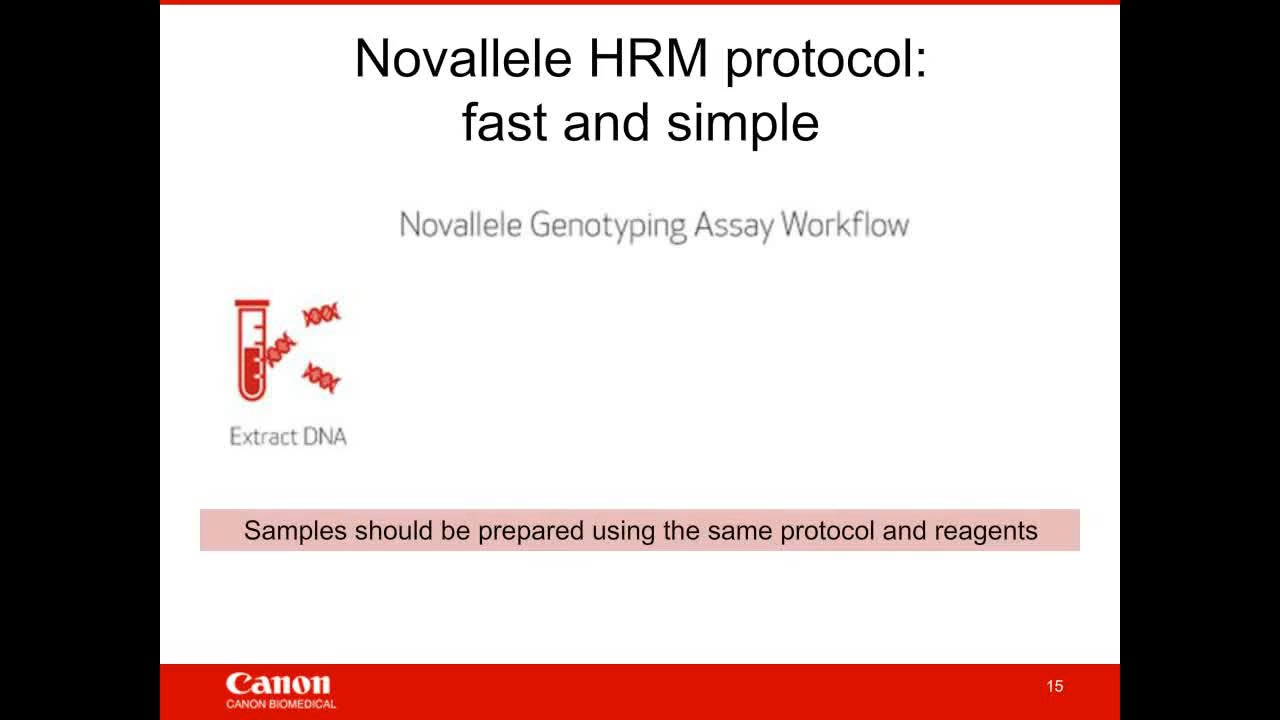 Novallele HRM protocol:
fast and simple
Novallele Genotyping Assay Workflow
Extract DNA
Samples should be prepared using the same protocol and reagents
Canon
CANON BIOMEDICAL
15